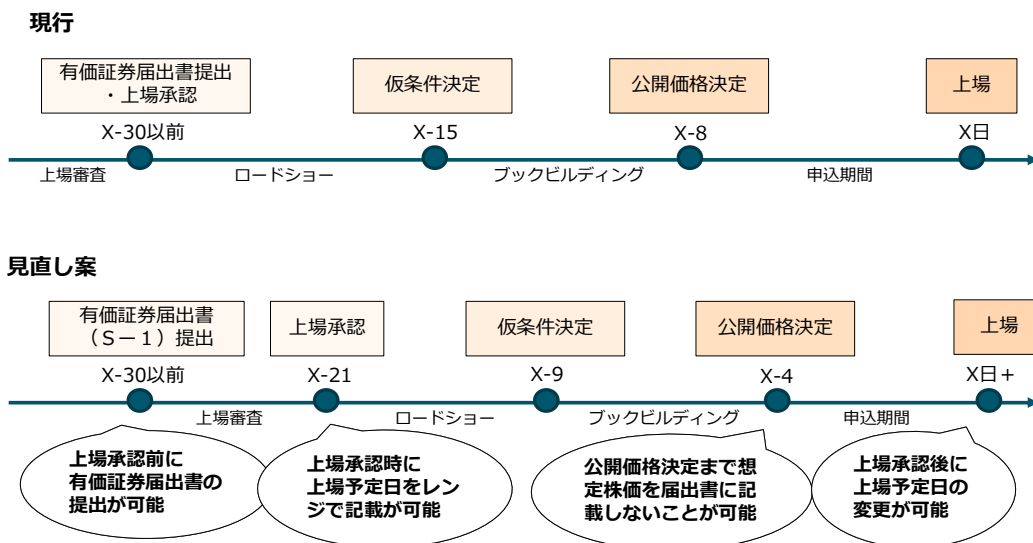 現行
有価証券届出書提出
・上場承認
仮条件決定
公開価格決定
上場
X-30以前
X-15
X-8
X日
上場審査
ロードショー
ブックビルディング
申込期間
見直し案
有価証券届出書
（S－1）提出
上場承認
仮条件決定
公開価格決定
上場
X-30以前
X-21
X-9
X-4
X日＋
上場審査
ロードショー
ブックビルディング
申込期間
上場承認前に
有価証券届出書の
提出が可能
上場承認時に
上場予定日をレン
ジで記載が可能
公開価格決定まで想
定株価を届出書に記
載しないことが可能
上場承認後に
上場予定日の
変更が可能